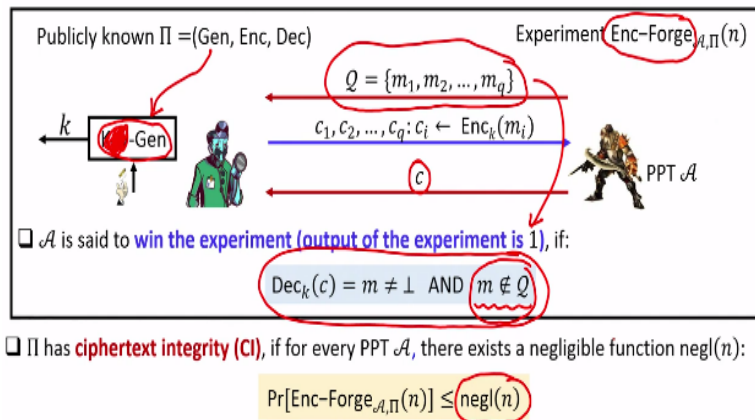 Publicly known Π =(Gen, Enc, Dec)
Experiment Enc–Forge𝒜,Π(n)
𝒬 = {m₁, m₂, …, m_q}
k
-Gen
c₁, c₂, …, c_q: cᵢ ← Encₖ(mᵢ)
c
PPT 𝒜
❑ 𝒜 is said to win the experiment (output of the experiment is 1), if:
Decₖ(c) = m ≠ ⊥ AND m ∉ 𝒬
❑ Π has ciphertext integrity (CI), if for every PPT 𝒜, there exists a negligible function negl(n):
Pr[Enc–Forge𝒜,Π(n)] ≤ negl(n)